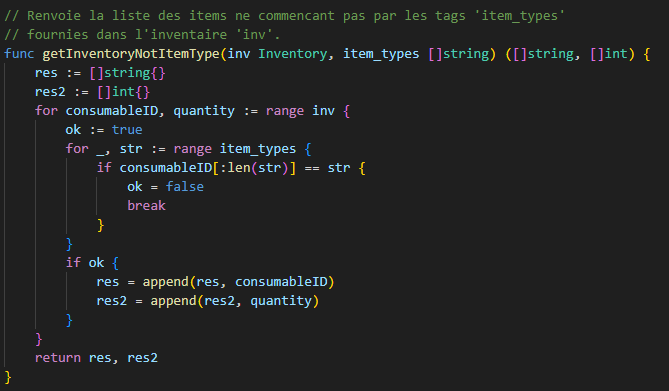 // Renvoie la liste des items ne commencant pas par les tags 'item_types'
// fournies dans l'inventaire 'inv'.
func getInventoryNotItemType(inv Inventory, item_types []string) ([]string, []int) {
    res := []string{}
    res2 := []int{}
    for consumableID, quantity := range inv {
        ok := true
        for _, str := range item_types {
            if consumableID[:len(str)] == str {
                ok = false
                break
            }
        }
        if ok {
            res = append(res, consumableID)
            res2 = append(res2, quantity)
        }
    }
    return res, res2
}